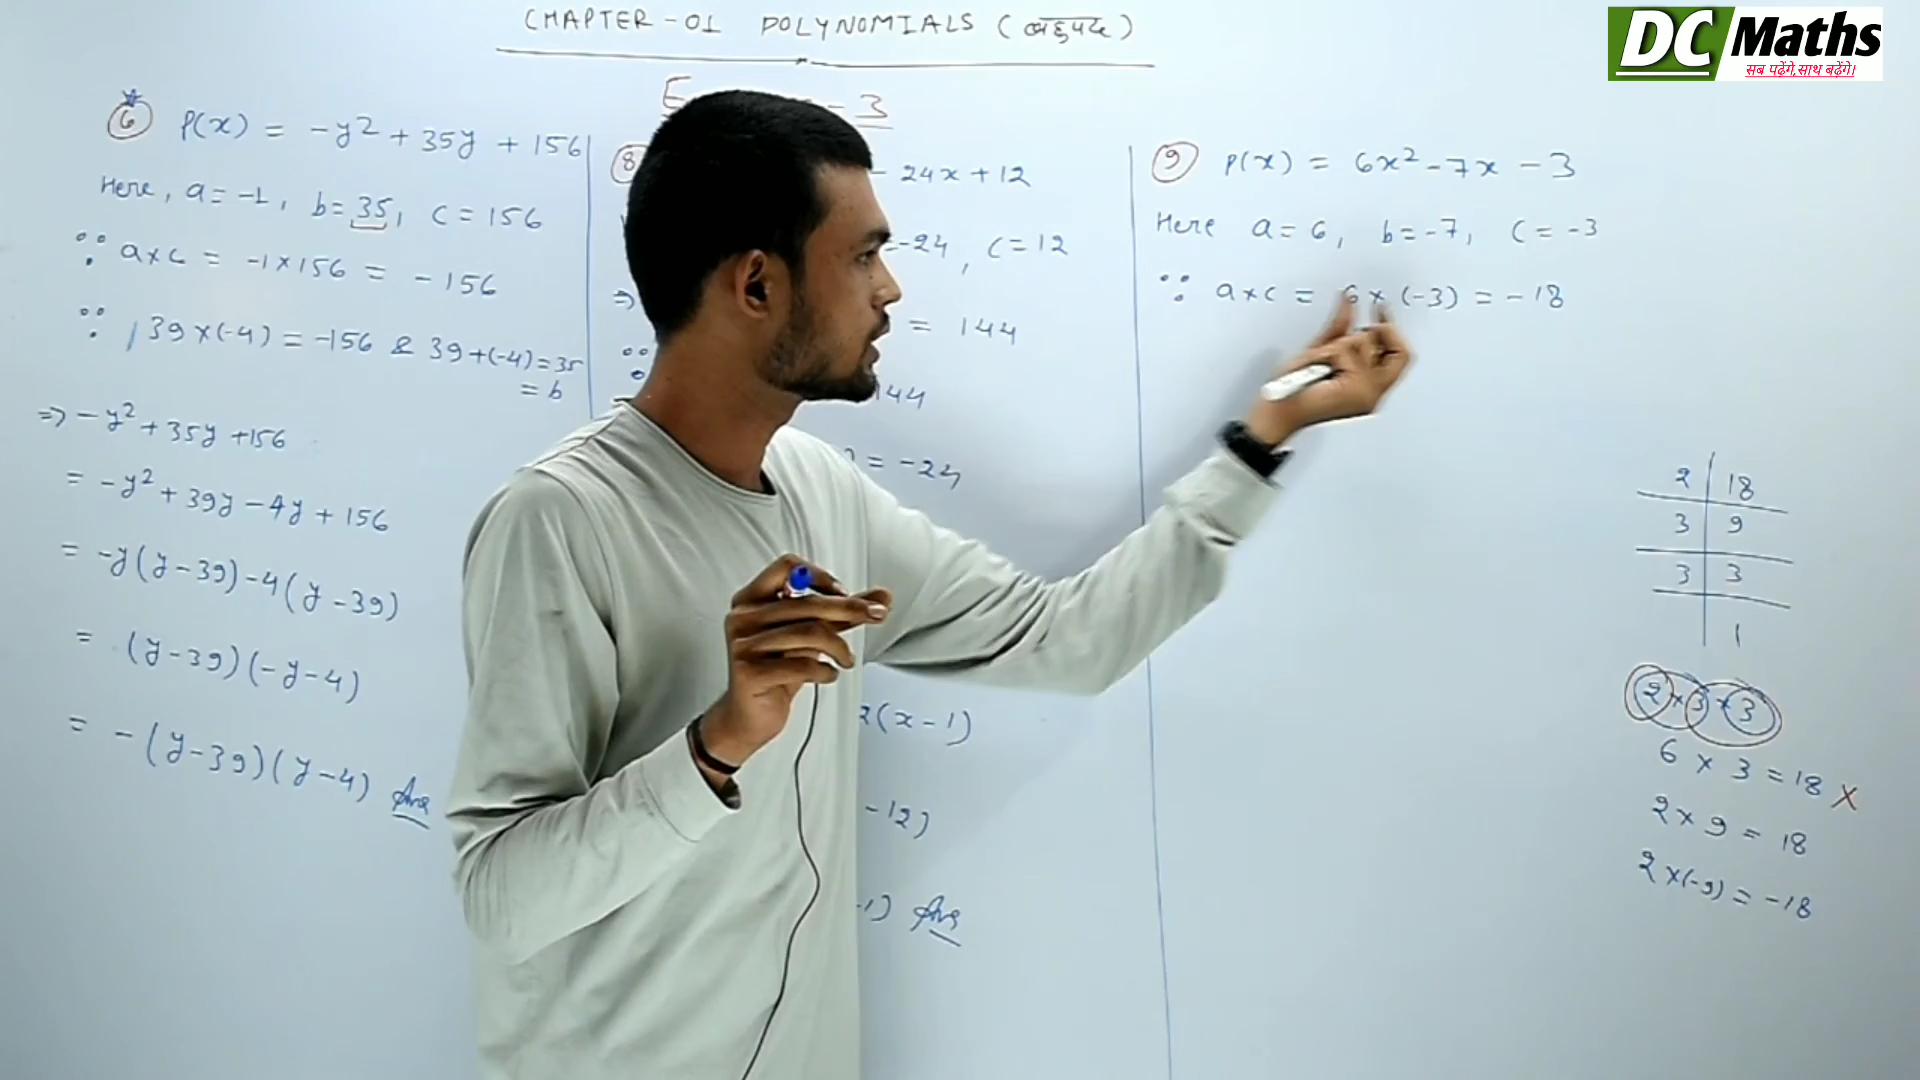 CHAPTER-01 POLYNOMIALS (बहुपद)
DC Maths
सब पढ़ेंगे, साथ बढ़ेंगे।
E - 3
6 P(x) = -y2 + 35y + 156
Here, a = -1, b = 35, c = 156
∵ a×c = -1×156 = -156
∵ 39×(-4) = -156 & 39+(-4) = 35
= b
⇒ -y² + 35y + 156
= -y² + 39y - 4y + 156
= -y(y-39) - 4(y-39)
= (y-39)(-y-4)
= -(y-39)(y-4) Ans
8 - 24x + 12
= -24, c = 12
⇒ = 144
∵ 144
= -24
2(x-1)
-12)
-1) Ans
9 P(x) = 6x² - 7x - 3
Here a = 6, b = -7, c = -3
∵ a×c = 6×(-3) = -18
2 | 18
3 | 9
3 | 3
| 1
2×3×3
6 × 3 = 18 ×
2 × 9 = 18
2×(-9) = -18